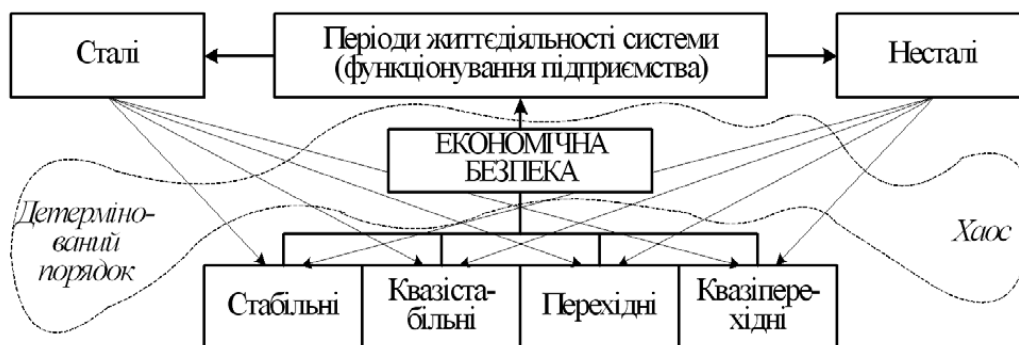 Сталі
Періоди життєдіяльності системи
(функціонування підприємства)
Несталі
ЕКОНОМІЧНА
БЕЗПЕКА
Детерміно-
ваний
порядок
Хаос
Стабільні
Квазіста-
більні
Перехідні
Квазіпере-
хідні